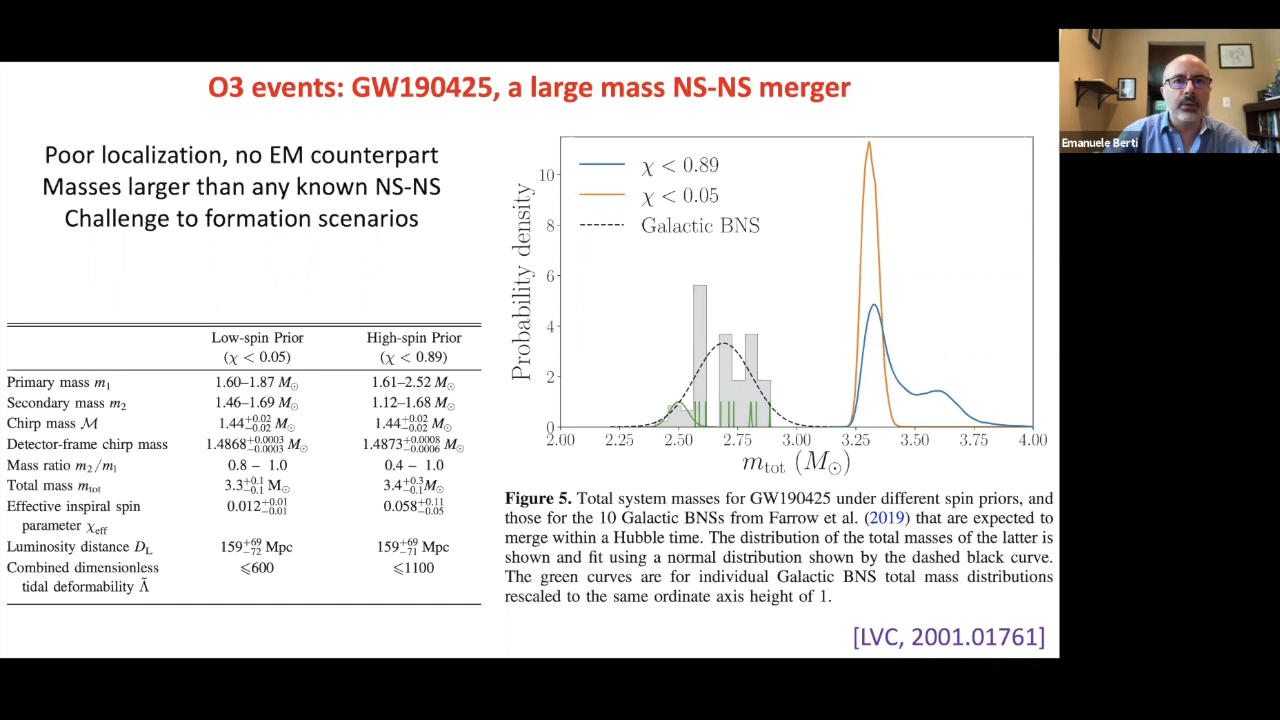 O3 events: GW190425, a large mass NS-NS merger
Poor localization, no EM counterpart
Masses larger than any known NS-NS
Challenge to formation scenarios
Low-spin Prior High-spin Prior
(χ < 0.05) (χ < 0.89)
Primary mass m₁ 1.60–1.87 M☉ 1.61–2.52 M☉
Secondary mass m₂ 1.46–1.69 M☉ 1.12–1.68 M☉
Chirp mass ℳ 1.44+0.02−0.02 M☉ 1.44+0.02−0.02 M☉
Detector-frame chirp mass 1.4868+0.0003−0.0003 M☉ 1.4873+0.0008−0.0006 M☉
Mass ratio m₂/m₁ 0.8 – 1.0 0.4 – 1.0
Total mass mtot 3.3+0.1−0.1 M☉ 3.4+0.3−0.1 M☉
Effective inspiral spin 0.012+0.01−0.01 0.058+0.11−0.05
parameter χeff
Luminosity distance DL 159+69−72 Mpc 159+69−71 Mpc
Combined dimensionless ⩽600 ⩽1100
tidal deformability Λ̃
χ < 0.89
χ < 0.05
Galactic BNS
Probability density
10
8
6
4
2
0
2.00 2.25 2.50 2.75 3.00 3.25 3.50 3.75 4.00
mtot (M☉)
Figure 5. Total system masses for GW190425 under different spin priors, and
those for the 10 Galactic BNSs from Farrow et al. (2019) that are expected to
merge within a Hubble time. The distribution of the total masses of the latter is
shown and fit using a normal distribution shown by the dashed black curve.
The green curves are for individual Galactic BNS total mass distributions
rescaled to the same ordinate axis height of 1.
[LVC, 2001.01761]
Emanuele Berti